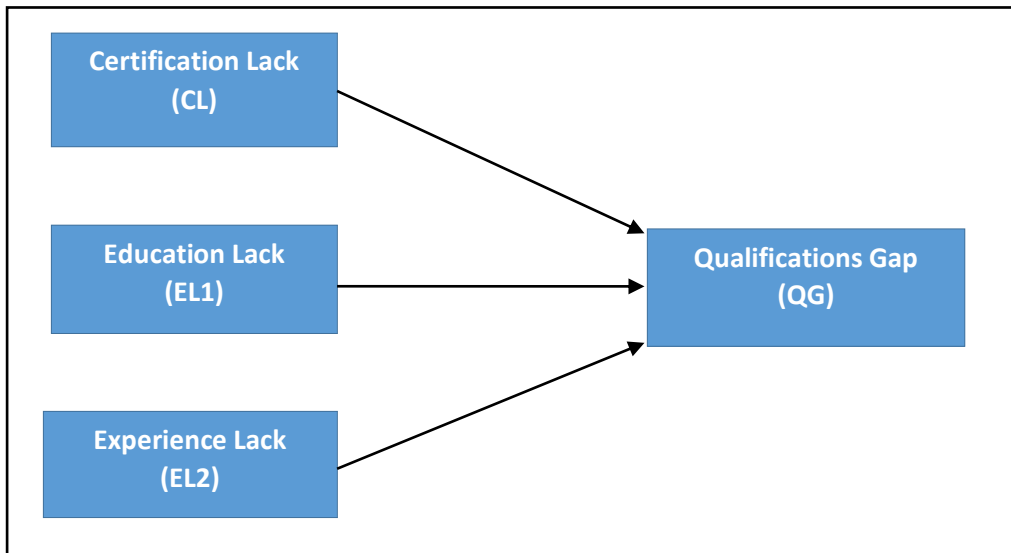 Certification Lack
(CL)
Education Lack
(EL1)
Qualifications Gap
(QG)
Experience Lack
(EL2)